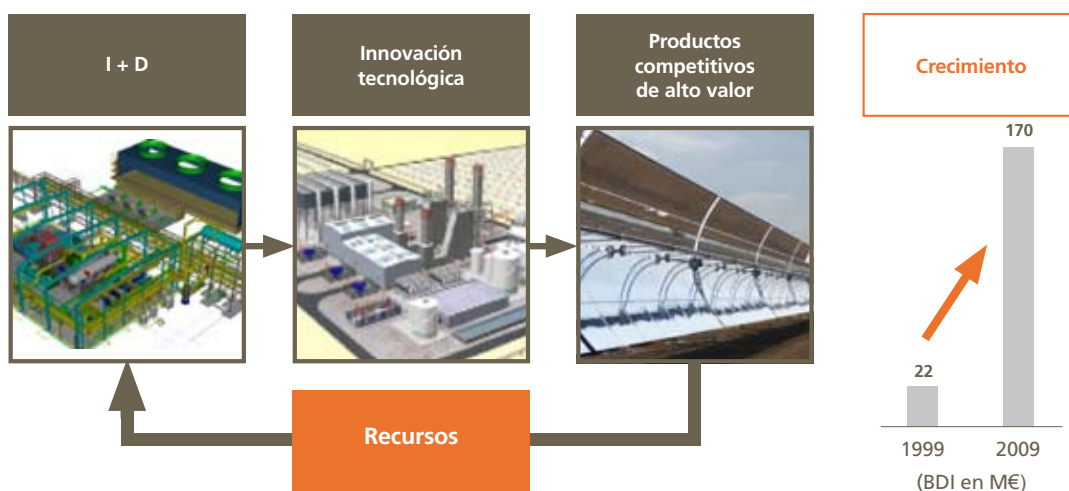 I + D
Innovación
tecnológica
Productos
competitivos
de alto valor
Crecimiento
170
22
Recursos
1999
2009
(BDI en M€)